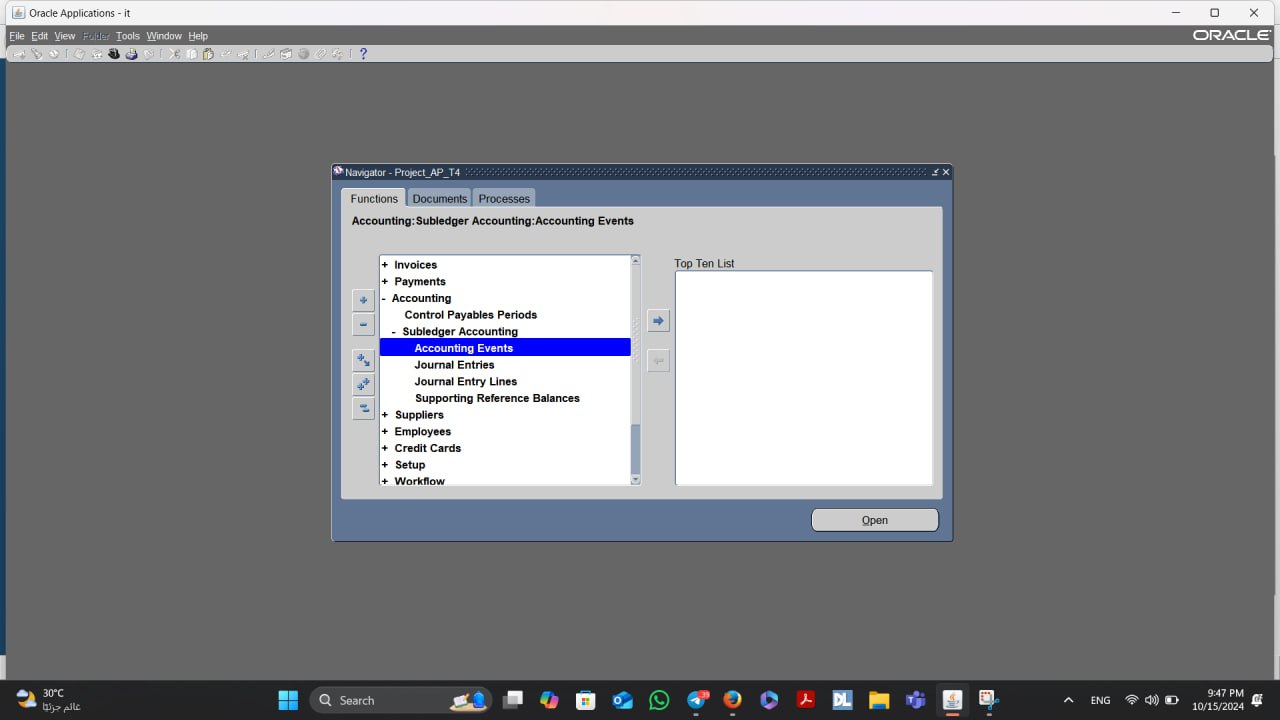 Oracle Applications - it
File Edit View Folder Tools Window Help
ORACLE
Navigator - Project_AP_T4
Functions Documents Processes
Accounting:Subledger Accounting:Accounting Events
Top Ten List
+ Invoices
+ Payments
- Accounting
Control Payables Periods
- Subledger Accounting
Accounting Events
Journal Entries
Journal Entry Lines
Supporting Reference Balances
+ Suppliers
+ Employees
+ Credit Cards
+ Setup
+ Workflow
Open
30°C
غائم جزئيًا
Search
DL
ENG
9:47 PM
10/15/2024